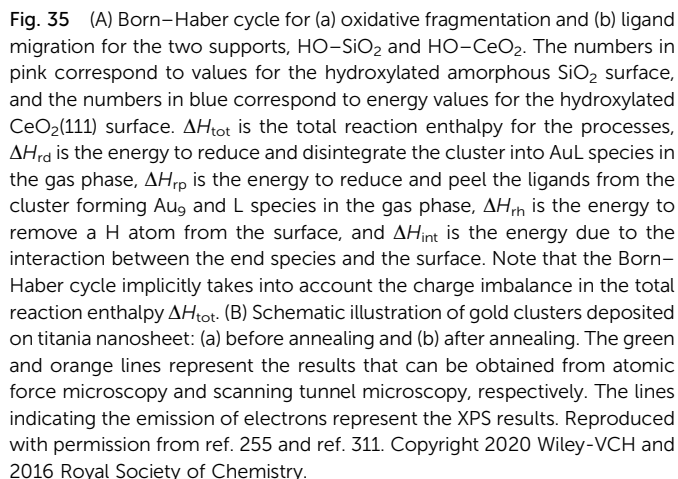 Fig. 35 (A) Born–Haber cycle for (a) oxidative fragmentation and (b) ligand
migration for the two supports, HO–SiO₂ and HO–CeO₂. The numbers in
pink correspond to values for the hydroxylated amorphous SiO₂ surface,
and the numbers in blue correspond to energy values for the hydroxylated
CeO₂(111) surface. ΔHtot is the total reaction enthalpy for the processes,
ΔHrd is the energy to reduce and disintegrate the cluster into AuL species in
the gas phase, ΔHrp is the energy to reduce and peel the ligands from the
cluster forming Au₉ and L species in the gas phase, ΔHrh is the energy to
remove a H atom from the surface, and ΔHint is the energy due to the
interaction between the end species and the surface. Note that the Born–
Haber cycle implicitly takes into account the charge imbalance in the total
reaction enthalpy ΔHtot. (B) Schematic illustration of gold clusters deposited
on titania nanosheet: (a) before annealing and (b) after annealing. The green
and orange lines represent the results that can be obtained from atomic
force microscopy and scanning tunnel microscopy, respectively. The lines
indicating the emission of electrons represent the XPS results. Reproduced
with permission from ref. 255 and ref. 311. Copyright 2020 Wiley-VCH and
2016 Royal Society of Chemistry.